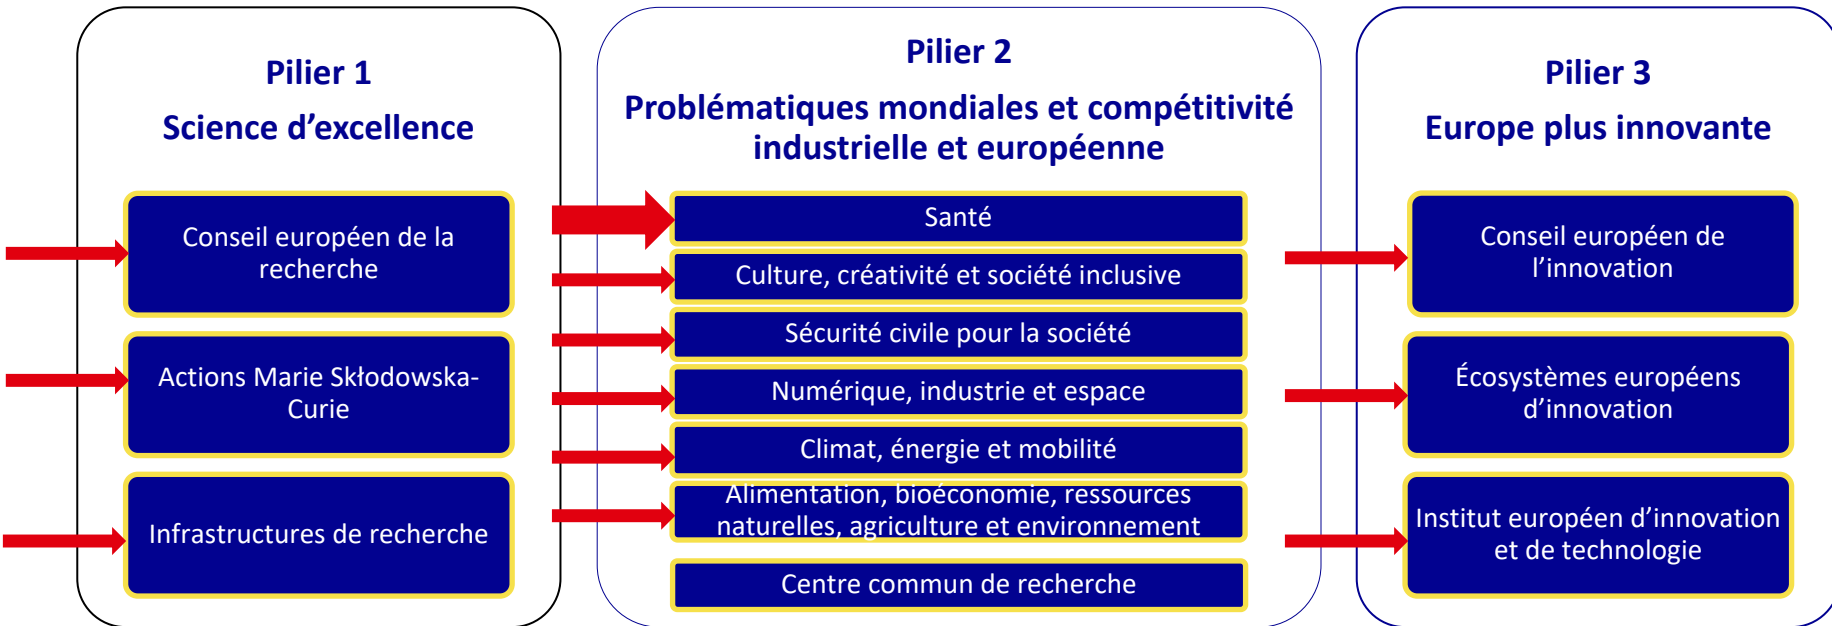 Pilier 1
Science d’excellence
Conseil européen de la
recherche
Actions Marie Skłodowska-
Curie
Infrastructures de recherche
Pilier 2
Problématiques mondiales et compétitivité
industrielle et européenne
Santé
Culture, créativité et société inclusive
Sécurité civile pour la société
Numérique, industrie et espace
Climat, énergie et mobilité
Alimentation, bioéconomie, ressources
naturelles, agriculture et environnement
Centre commun de recherche
Pilier 3
Europe plus innovante
Conseil européen de
l’innovation
Écosystèmes européens
d’innovation
Institut européen d’innovation
et de technologie